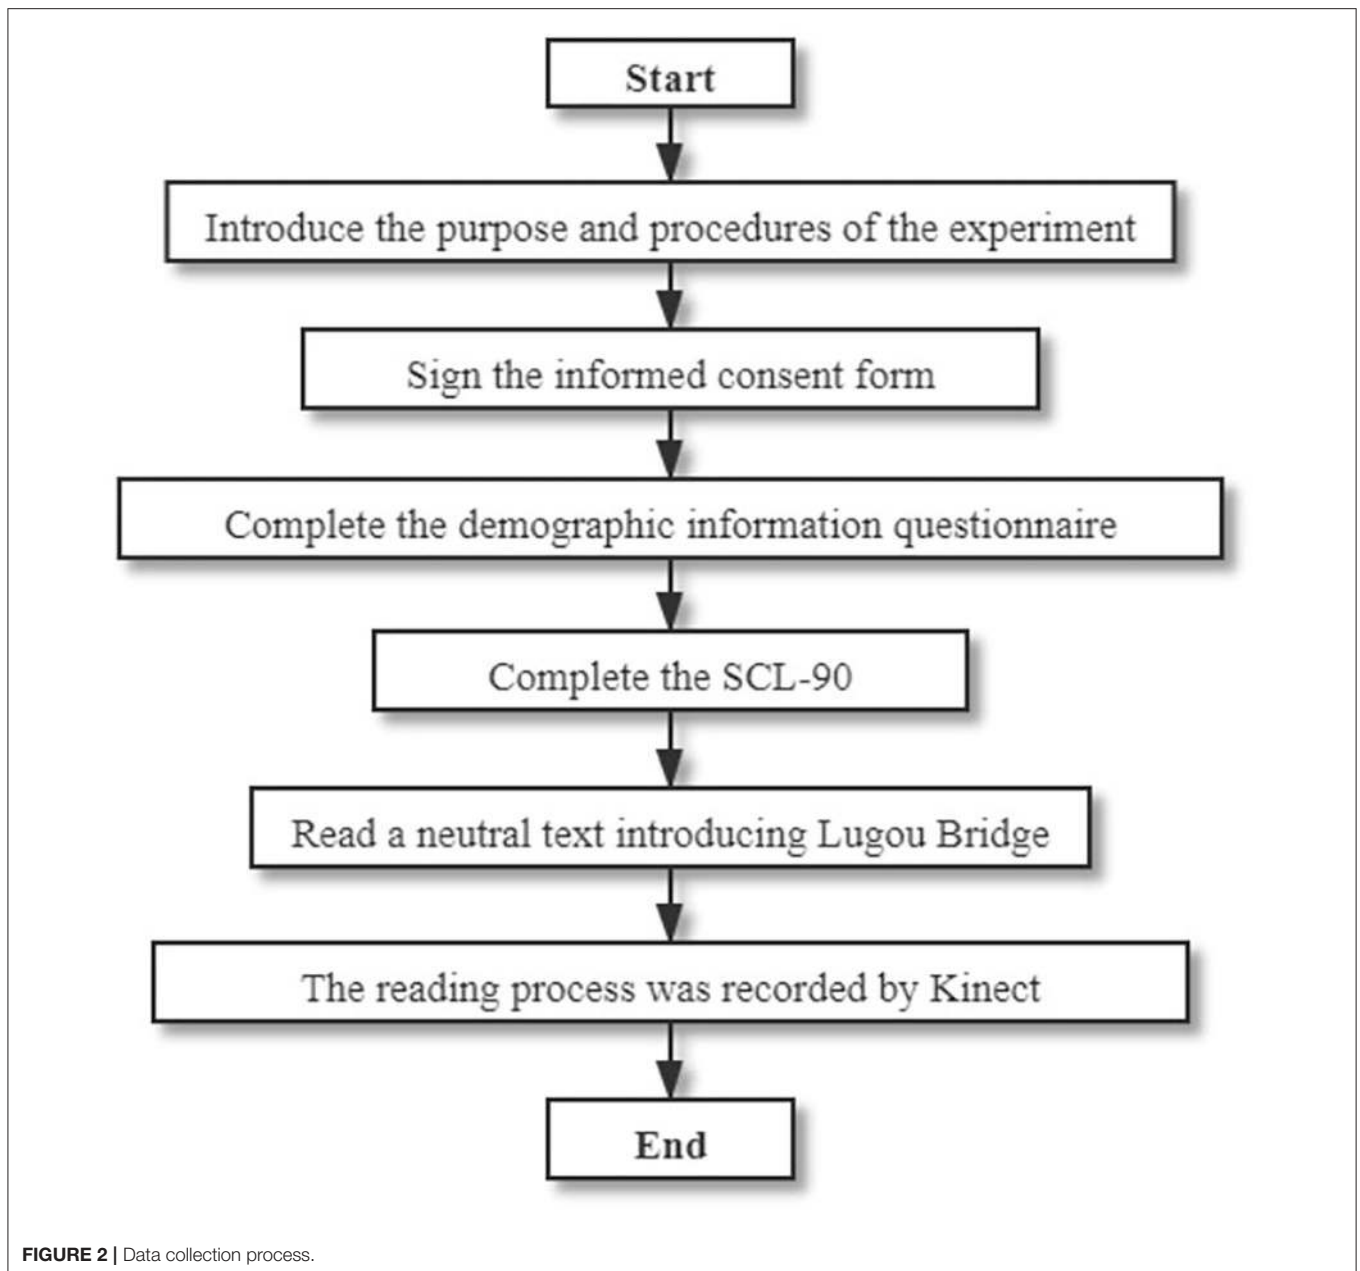 Start
Introduce the purpose and procedures of the experiment
Sign the informed consent form
Complete the demographic information questionnaire
Complete the SCL-90
Read a neutral text introducing Lugou Bridge
The reading process was recorded by Kinect
End
FIGURE 2 | Data collection process.